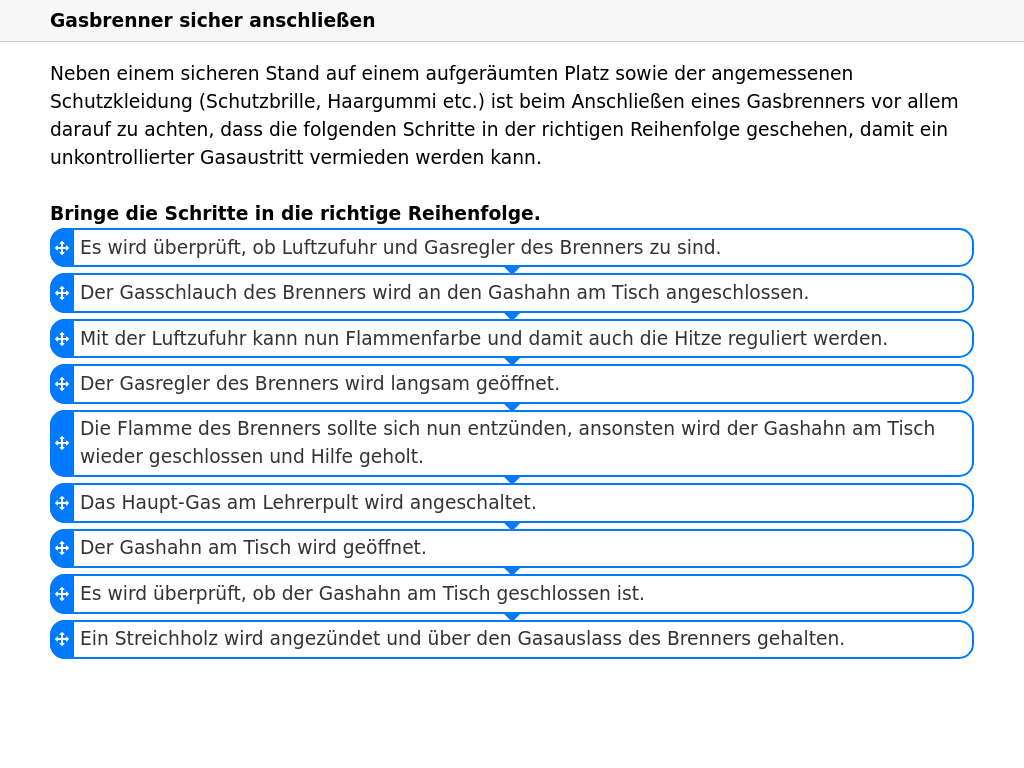 Gasbrenner sicher anschließen
Neben einem sicheren Stand auf einem aufgeräumten Platz sowie der angemessenen
Schutzkleidung (Schutzbrille, Haargummi etc.) ist beim Anschließen eines Gasbrenners vor allem
darauf zu achten, dass die folgenden Schritte in der richtigen Reihenfolge geschehen, damit ein
unkontrollierter Gasaustritt vermieden werden kann.
Bringe die Schritte in die richtige Reihenfolge.
Es wird überprüft, ob Luftzufuhr und Gasregler des Brenners zu sind.
Der Gasschlauch des Brenners wird an den Gashahn am Tisch angeschlossen.
Mit der Luftzufuhr kann nun Flammenfarbe und damit auch die Hitze reguliert werden.
Der Gasregler des Brenners wird langsam geöffnet.
Die Flamme des Brenners sollte sich nun entzünden, ansonsten wird der Gashahn am Tisch
wieder geschlossen und Hilfe geholt.
Das Haupt-Gas am Lehrerpult wird angeschaltet.
Der Gashahn am Tisch wird geöffnet.
Es wird überprüft, ob der Gashahn am Tisch geschlossen ist.
Ein Streichholz wird angezündet und über den Gasauslass des Brenners gehalten.